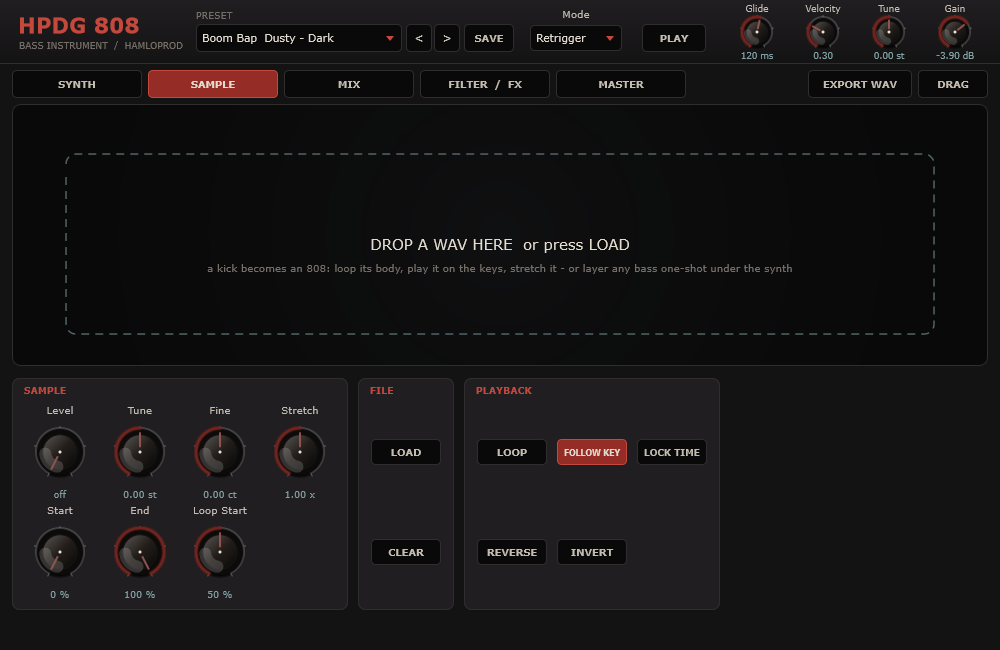 HPDG 808
BASS INSTRUMENT / HAMLOPROD
PRESET
Boom Bap Dusty - Dark
<
>
SAVE
Mode
Retrigger
PLAY
Glide
Velocity
Tune
Gain
120 ms
0.30
0.00 st
-3.90 dB
SYNTH
SAMPLE
MIX
FILTER / FX
MASTER
EXPORT WAV
DRAG
DROP A WAV HERE or press LOAD
a kick becomes an 808: loop its body, play it on the keys, stretch it - or layer any bass one-shot under the synth
SAMPLE
Level
Tune
Fine
Stretch
off
0.00 st
0.00 ct
1.00 x
Start
End
Loop Start
0 %
100 %
50 %
FILE
LOAD
CLEAR
PLAYBACK
LOOP
FOLLOW KEY
LOCK TIME
REVERSE
INVERT